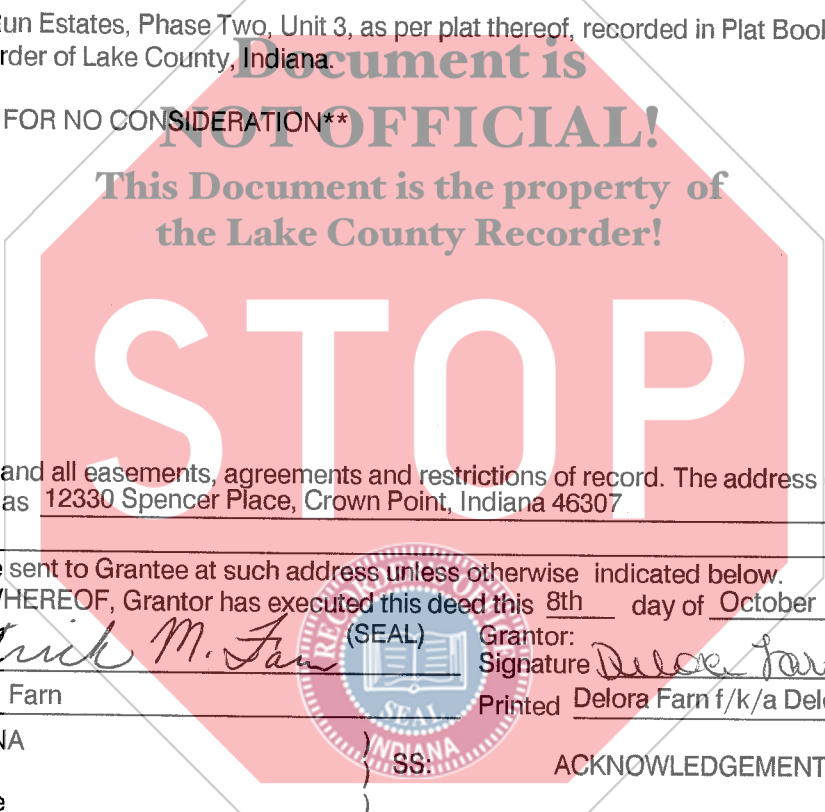 Run Estates, Phase Two, Unit 3, as per plat thereof, recorded in Plat Book
rder of Lake County, Indiana.
Document is
FOR NO CONSIDERATION**
NOT OFFICIAL!
This Document is the property of
the Lake County Recorder!
STOP
and all easements, agreements and restrictions of record. The address
as 12330 Spencer Place, Crown Point, Indiana 46307
sent to Grantee at such address unless otherwise indicated below.
HEREOF, Grantor has executed this deed this 8th day of October
M. Farn (SEAL) Grantor:
Signature Delora Far
Farn
Printed Delora Farn f/k/a Del
NA
) SS: ACKNOWLEDGEMENT
)
)
SEAL
INDIANA